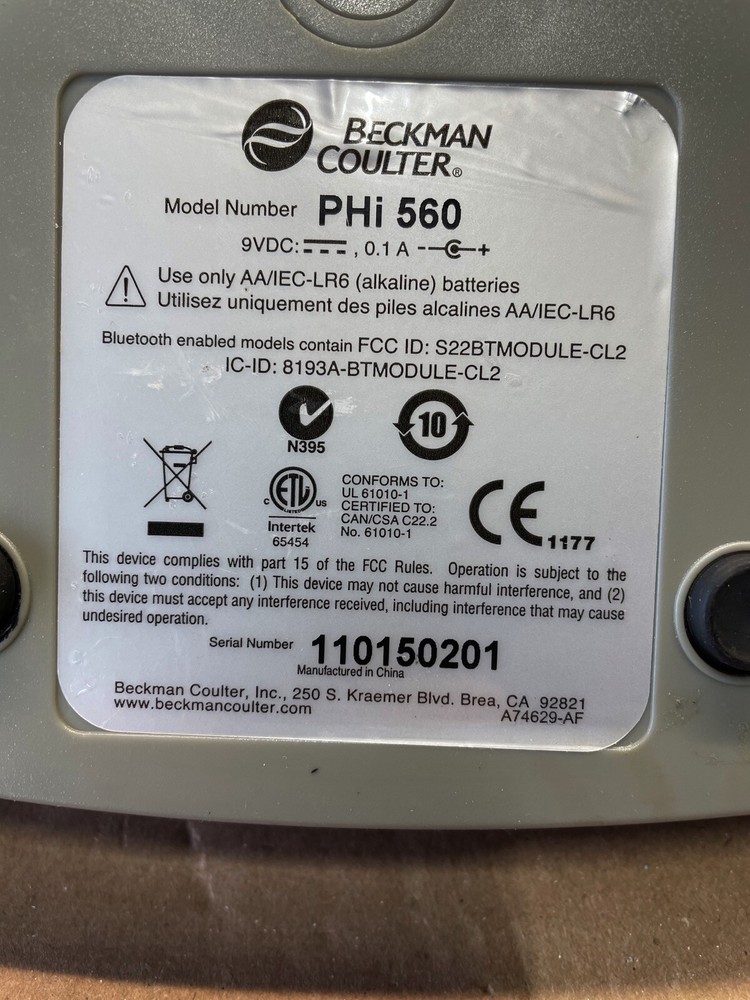 BECKMAN
COULTER®
Model Number PHi 560
9VDC: , 0.1 A - +
! Use only AA/IEC-LR6 (alkaline) batteries
Utilisez uniquement des piles alcalines AA/IEC-LR6
Bluetooth enabled models contain FCC ID: S22BTMODULE-CL2
IC-ID: 8193A-BTMODULE-CL2
N395
10
C ETL US
LISTED
Intertek
65454
CONFORMS TO:
UL 61010-1
CERTIFIED TO:
CAN/CSA C22.2
No. 61010-1
CE 1177
This device complies with part 15 of the FCC Rules. Operation is subject to the
following two conditions: (1) This device may not cause harmful interference, and (2)
this device must accept any interference received, including interference that may cause
undesired operation.
Serial Number 110150201
Manufactured in China
Beckman Coulter, Inc., 250 S. Kraemer Blvd. Brea, CA 92821
www.beckmancoulter.com A74629-AF